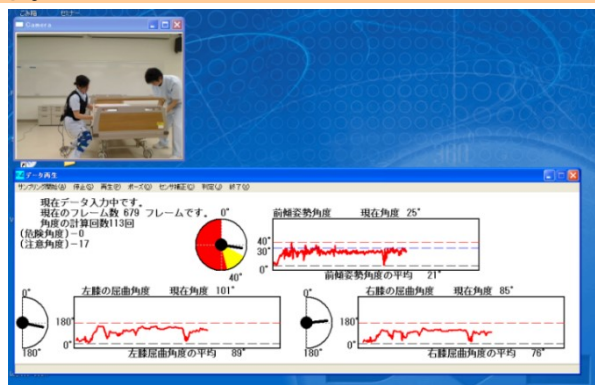 ごみ箱 セミナー
Camera
データ再生
サンプリング開始(A) 停止(S) 再生(P) ポーズ(Q) センサ補正(C) 判定(J) 終了(Q)
現在データ入力中です。
現在のフレーム数 679 フレームです。
角度の計算回数113回
(危険角度)-0
(注意角度)-17
0°
40°
前傾姿勢角度 現在角度 25°
40°
30°
0°
前傾姿勢角度の平均 21°
左膝の屈曲角度 現在角度 101°
0°
180°
180°
0°
左膝屈曲角度の平均 89°
右膝の屈曲角度 現在角度 85°
0°
180°
180°
0°
右膝屈曲角度の平均 76°